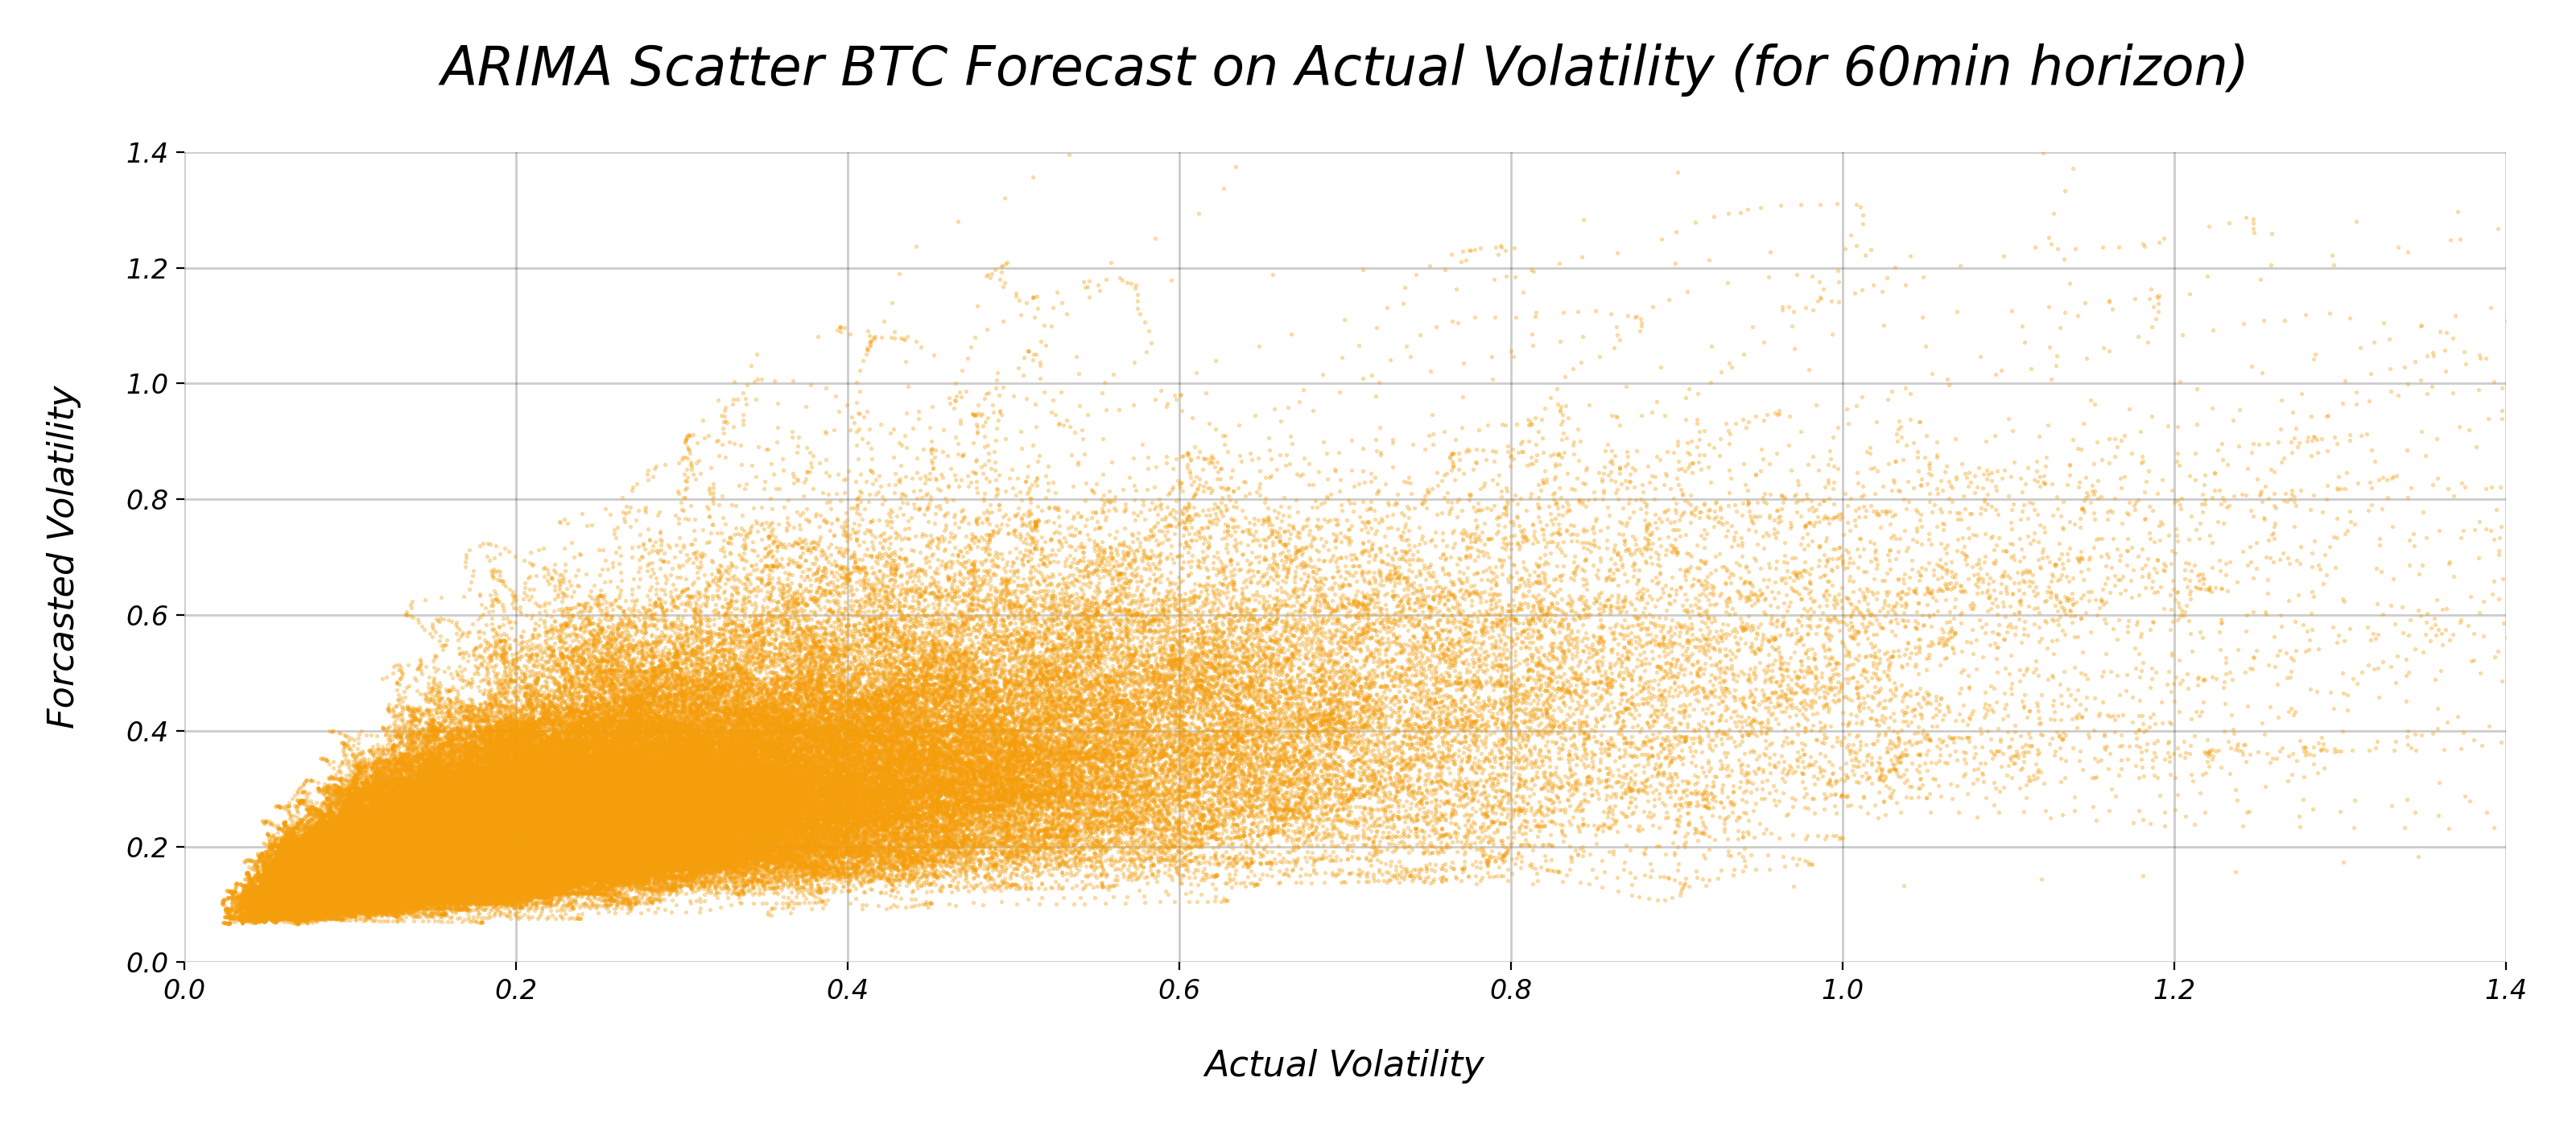 ARIMA Scatter BTC Forecast on Actual Volatility (for 60min horizon)
1.4
1.2
1.0
0.8
0.6
0.4
0.2
0.0
Forcasted Volatility
0.0 0.2 0.4 0.6 0.8 1.0 1.2 1.4
Actual Volatility